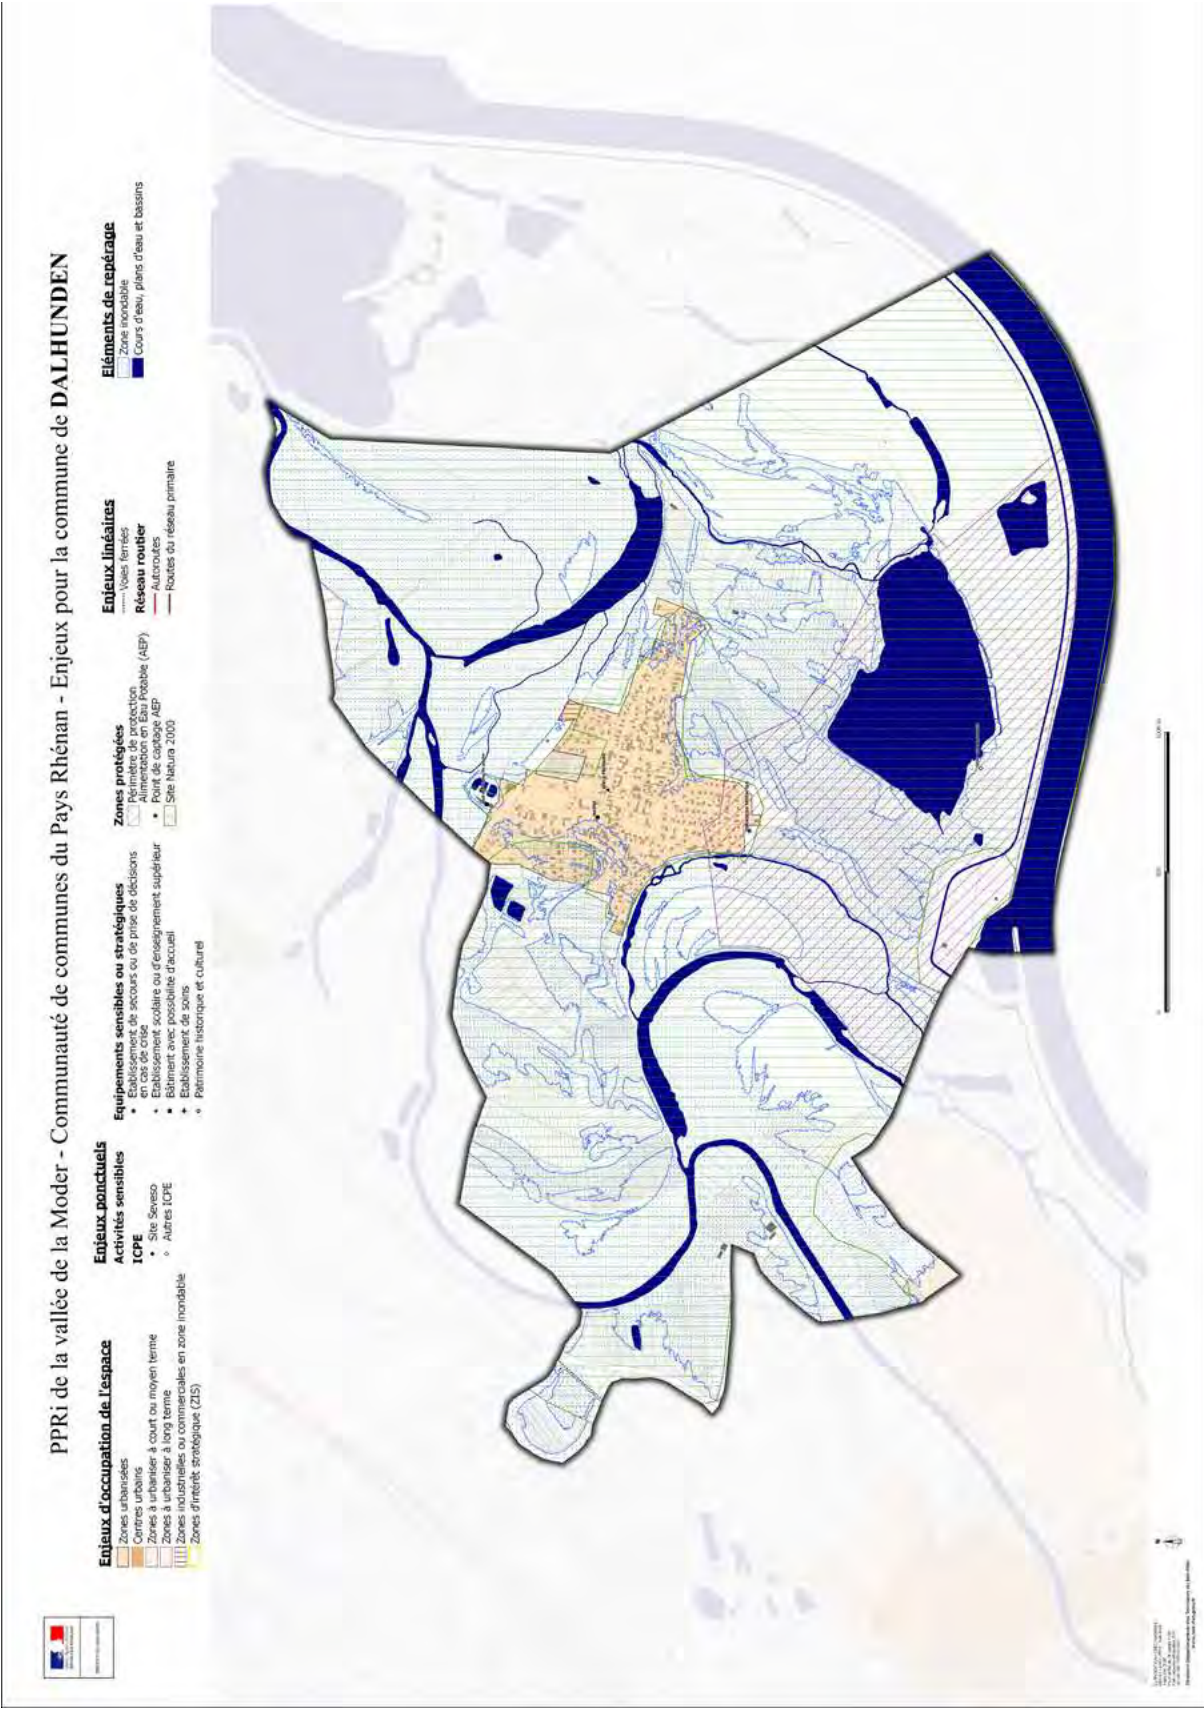 PPRi de la vallée de la Moder - Communauté de communes du Pays Rhénan - Enjeux pour la commune de DALHUNDEN
Enjeux d'occupation de l'espace
Zones urbanisées
Centres urbains
Zones à urbaniser à court ou moyen terme
Zones à urbaniser à long terme
Zones industrielles ou commerciales en zone inondable
Zones d'intérêt stratégique (ZIS)
Enjeux ponctuels
Activités sensibles
ICPE
Site Seveso
Autres ICPE
Equipements sensibles ou stratégiques
Etablissement de secours ou de prise de décisions
en cas de crise
Etablissement scolaire ou d'enseignement supérieur
Bâtiment avec possibilité d'accueil
Etablissement de soins
Patrimoine historique et culturel
Zones protégées
Périmètre de protection
Alimentation en Eau Potable (AEP)
Point de captage AEP
Site Natura 2000
Enjeux linéaires
Voies ferrées
Réseau routier
Autoroutes
Routes du réseau primaire
Eléments de repérage
Zone inondable
Cours d'eau, plans d'eau et bassins